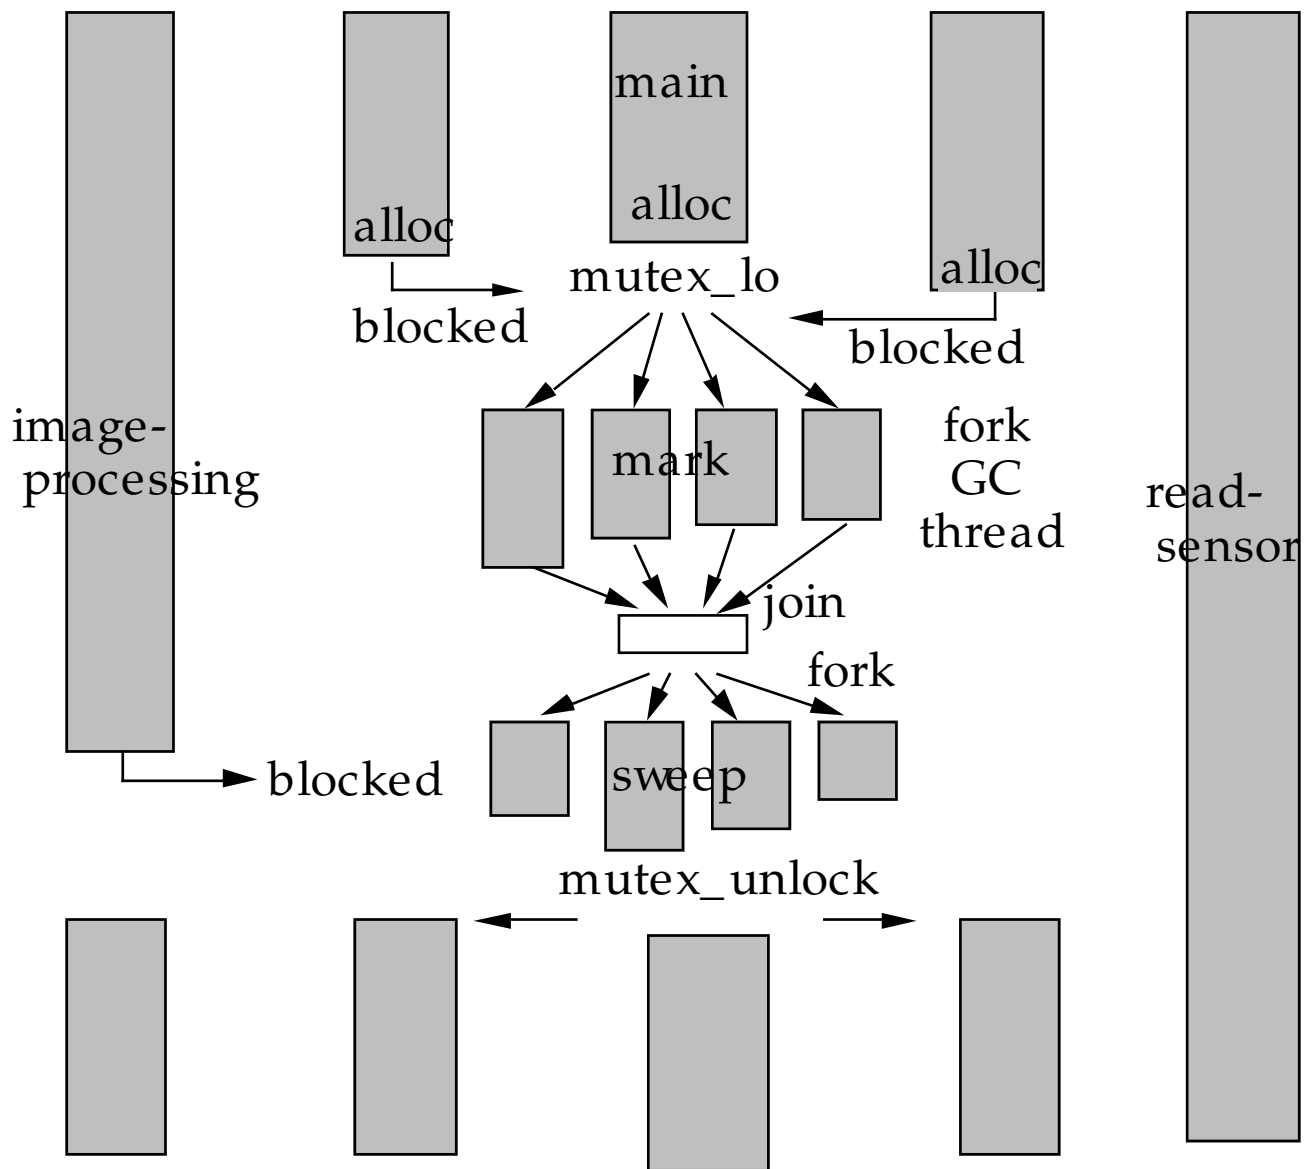 main
alloc
alloc
alloc
mutex_lo
blocked
blocked
image-
processing
mark
fork
GC
thread
read-
sensor
join
fork
blocked
sweep
mutex_unlock